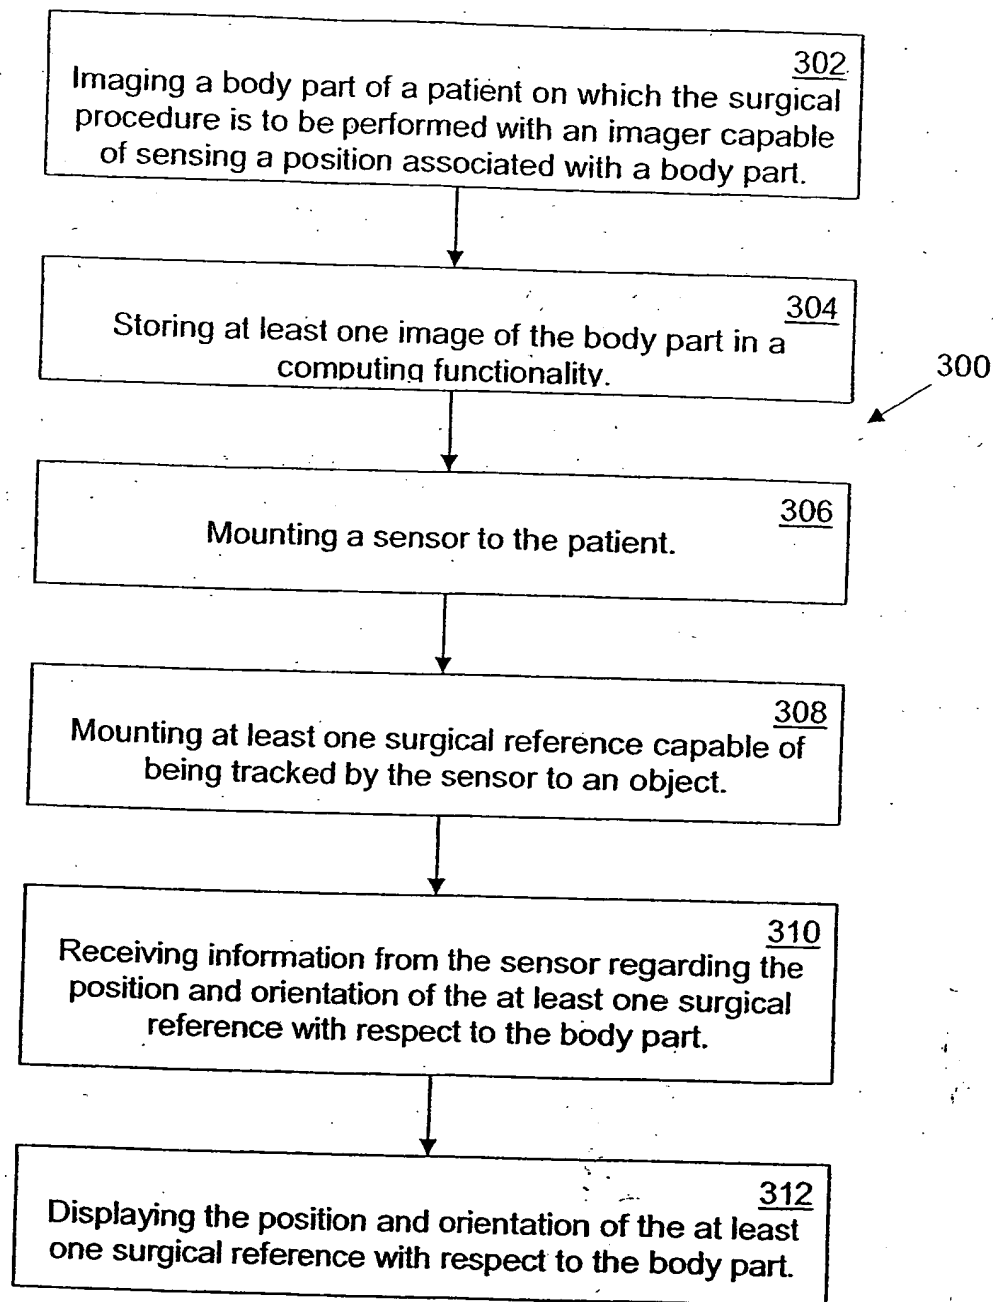 302
Imaging a body part of a patient on which the surgical
procedure is to be performed with an imager capable
of sensing a position associated with a body part.
304
Storing at least one image of the body part in a
computing functionality.
300
306
Mounting a sensor to the patient.
308
Mounting at least one surgical reference capable of
being tracked by the sensor to an object.
310
Receiving information from the sensor regarding the
position and orientation of the at least one surgical
reference with respect to the body part.
312
Displaying the position and orientation of the at least
one surgical reference with respect to the body part.